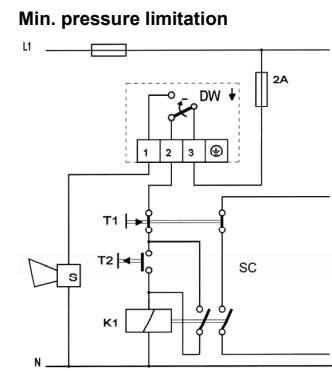 Min. pressure limitation
L1
2A
DW
1 2 3
T1
T2
SC
S
K1
N